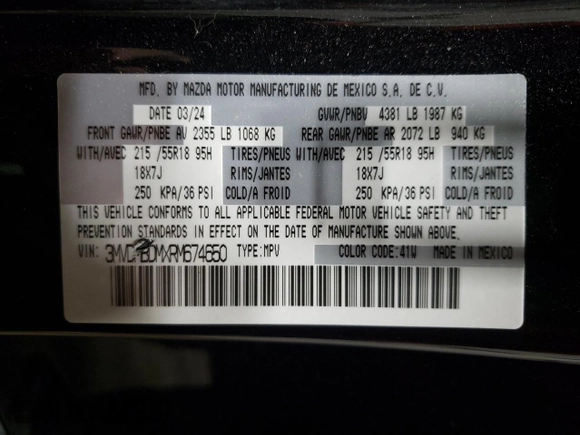 MFD. BY MAZDA MOTOR MANUFACTURING DE MEXICO S.A. DE C.V.
DATE 03/24 GVWR/PNBV 4381 LB 1987 KG
FRONT GAWR/PNBE AV 2355 LB 1068 KG REAR GAWR/PNBE AR 2072 LB 940 KG
WITH/AVEC 215 /55R18 95H TIRES/PNEUS WITH/AVEC 215 /55R18 95H TIRES/PNEUS
18X7J RIMS/JANTES 18X7J RIMS/JANTES
250 KPA/36 PSI COLD/A FROID 250 KPA/36 PSI COLD/A FROID
THIS VEHICLE CONFORMS TO ALL APPLICABLE FEDERAL MOTOR VEHICLE SAFETY AND THEFT
PREVENTION STANDARDS IN EFFECT ON THE DATE OF MANUFACTURE SHOWN ABOVE.
VIN: TYPE: MPV COLOR CODE: 41W MADE IN MEXICO